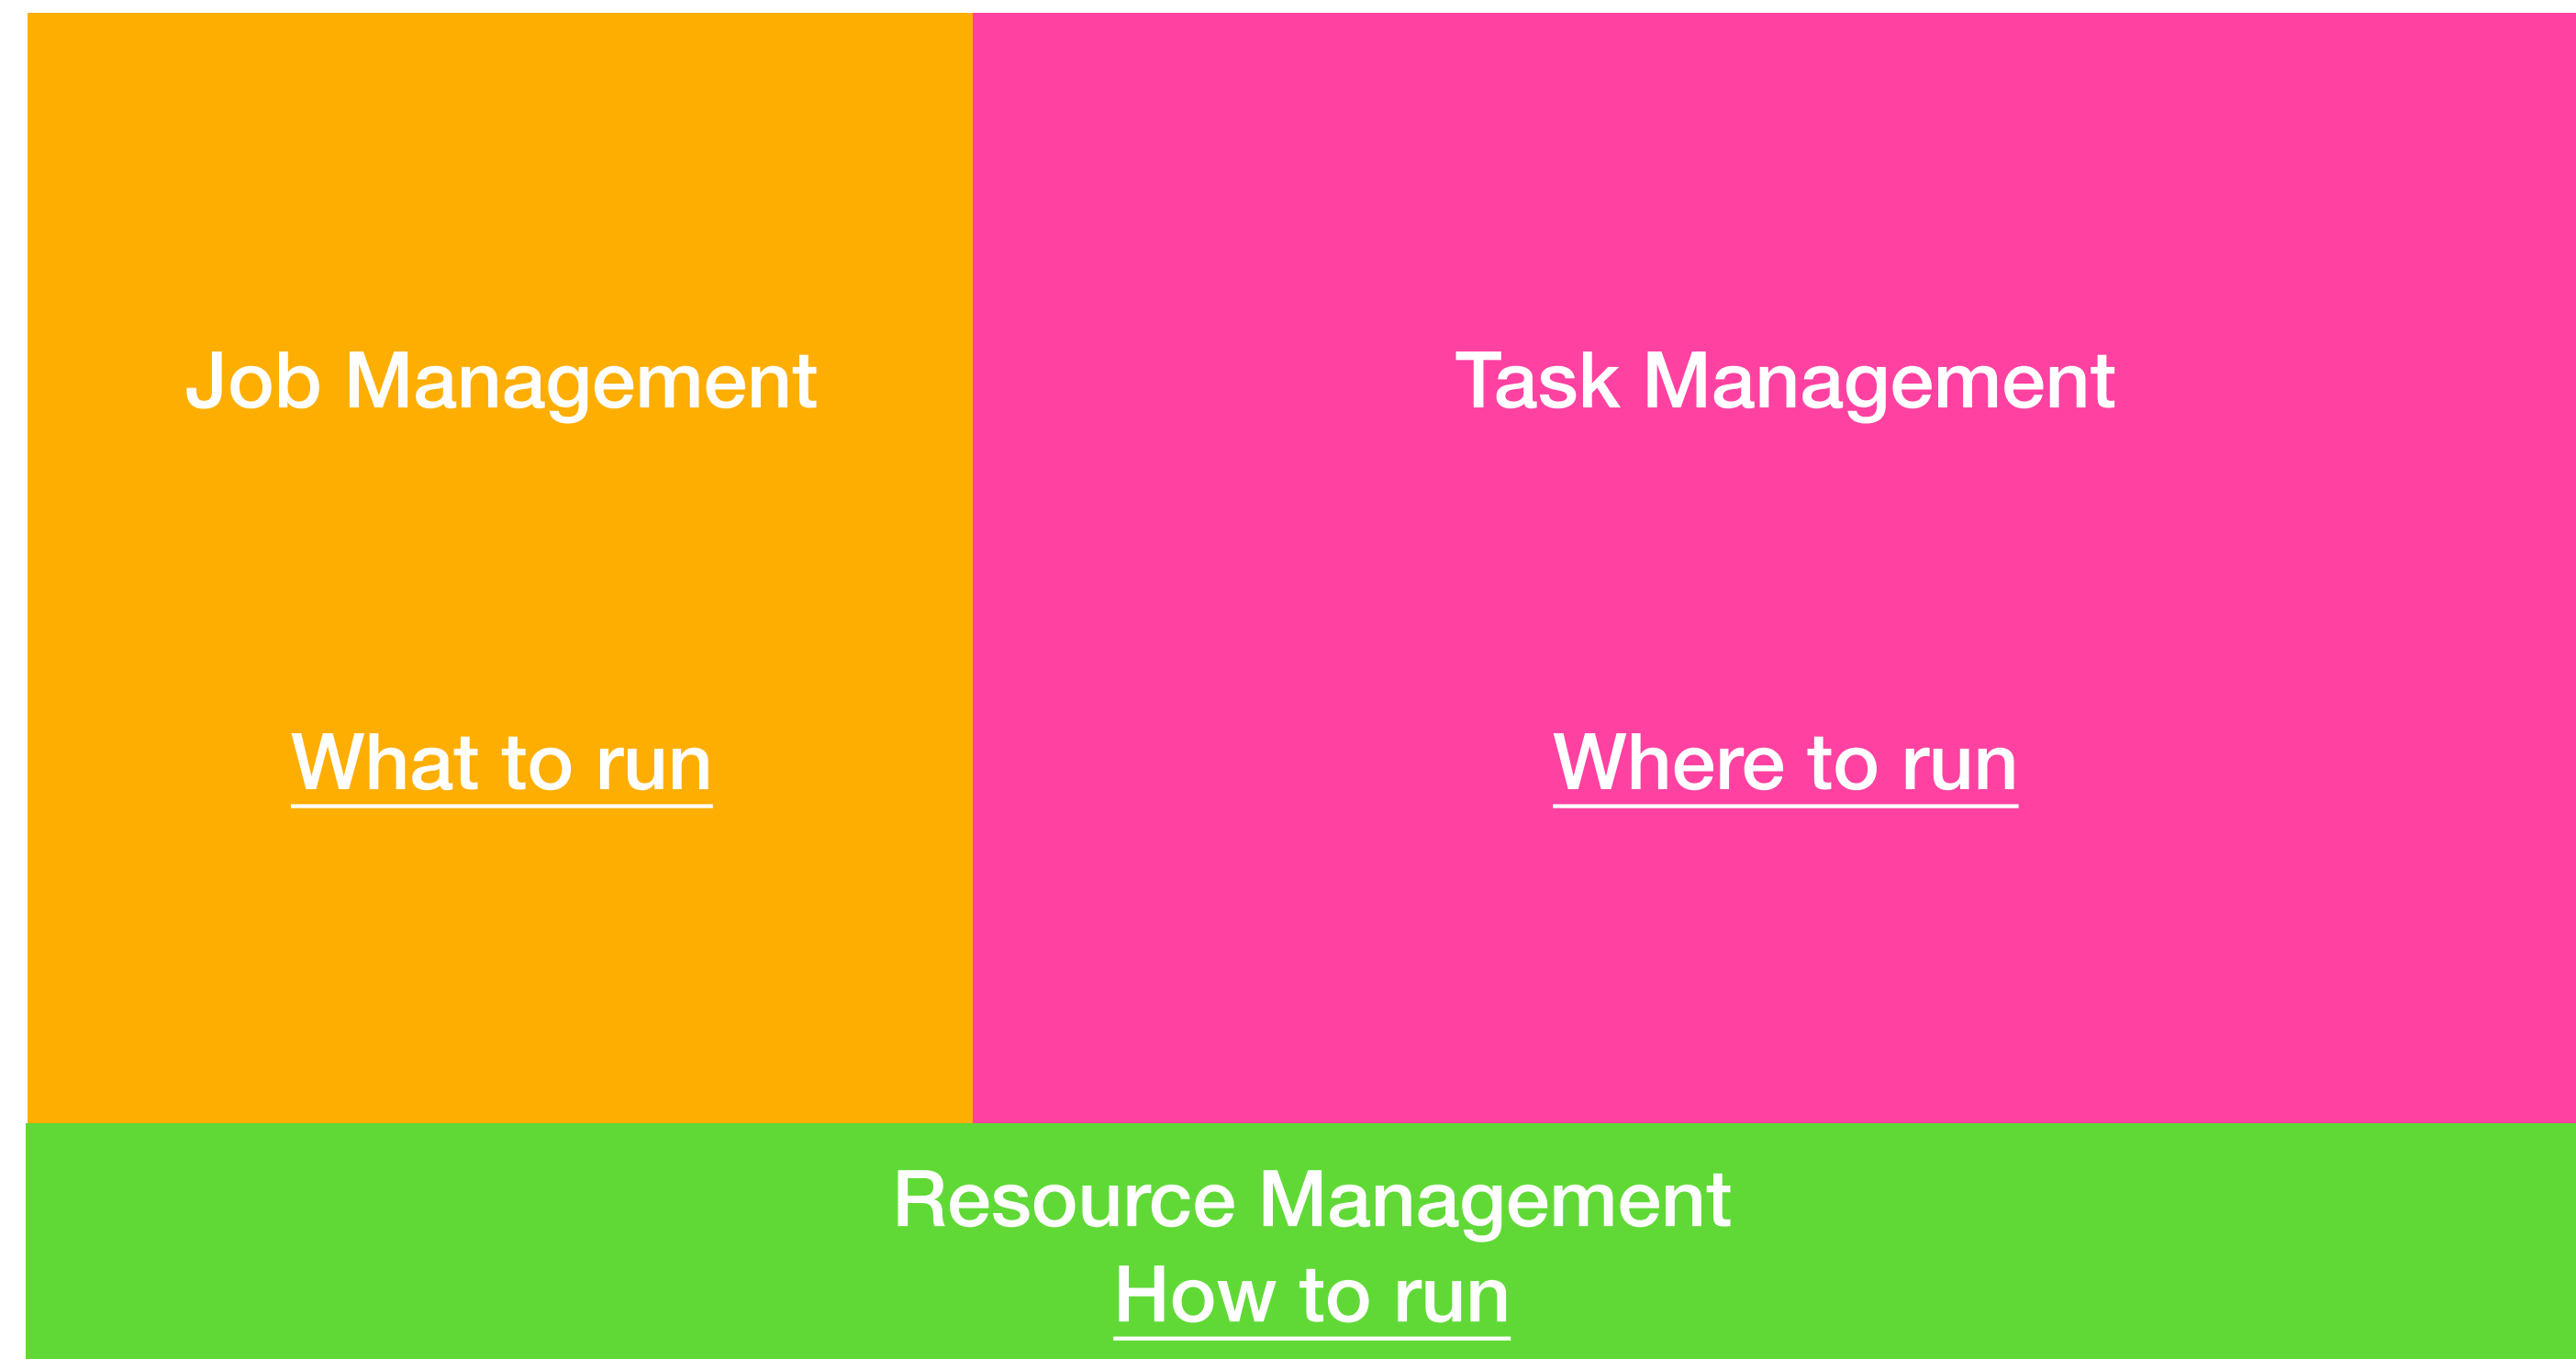 Job Management
What to run
Task Management
Where to run
Resource Management
How to run